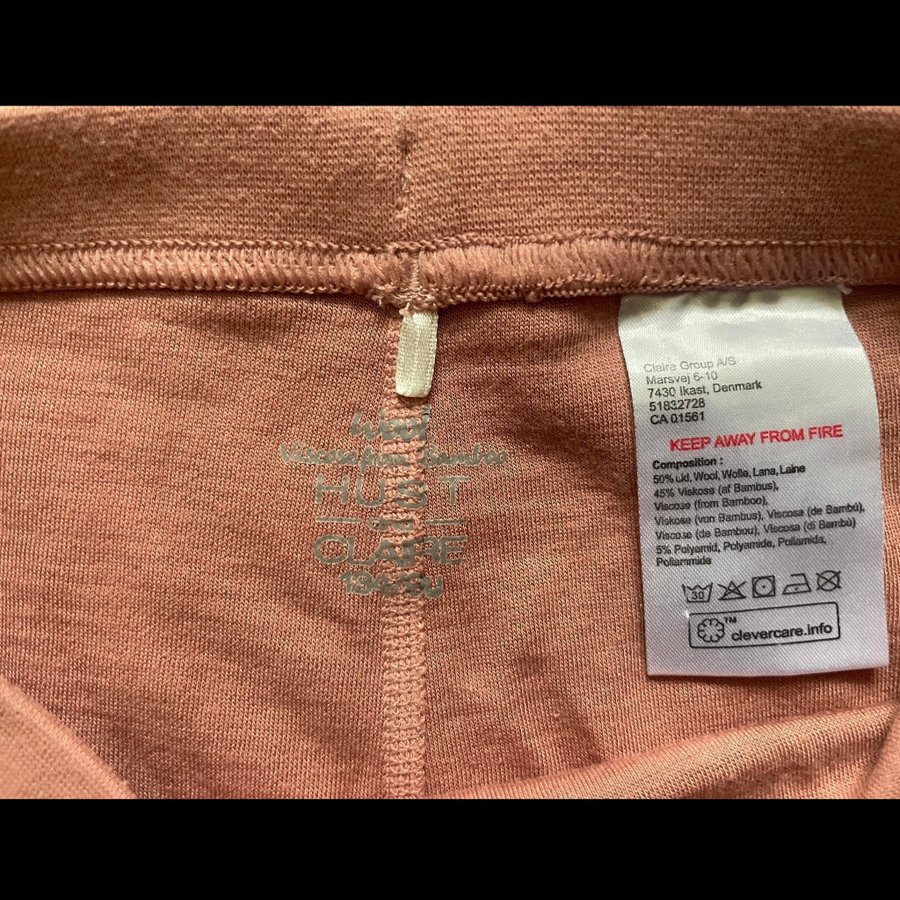 Wool
Viscose from Bamboo
HUST
CLAIRE
Claire Group A/S
Marsvej 6-10
7430 Ikast, Denmark
51832728
CA 01561
KEEP AWAY FROM FIRE
Composition :
50% Uld, Wool, Wolle, Lana, Laine
45% Viskose (af Bambus),
Viscose (from Bamboo),
Viskose (von Bambus), Viscosa (de Bambú),
Viscose (de Bambou), Viscosa (di Bambù)
5% Polyamid, Polyamide, Poliamida,
Poliammide
30
™
clevercare.info